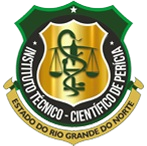 INSTITUTO TÉCNICO - CIENTÍFICO DE PERÍCIA
ESTADO DO RIO GRANDE DO NORTE